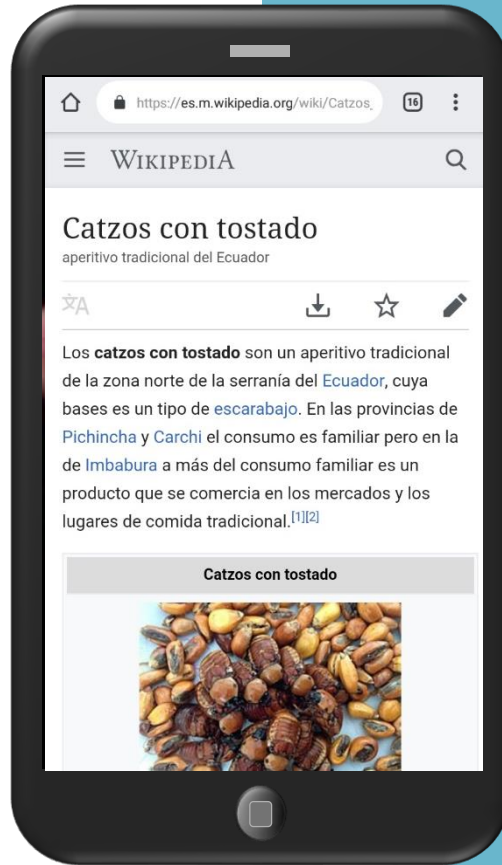 https://es.m.wikipedia.org/wiki/Catzos_
16
WIKIPEDIA
Catzos con tostado
aperitivo tradicional del Ecuador
文A
Los catzos con tostado son un aperitivo tradicional
de la zona norte de la serranía del Ecuador, cuya
bases es un tipo de escarabajo. En las provincias de
Pichincha y Carchi el consumo es familiar pero en la
de Imbabura a más del consumo familiar es un
producto que se comercia en los mercados y los
lugares de comida tradicional.[1][2]
Catzos con tostado